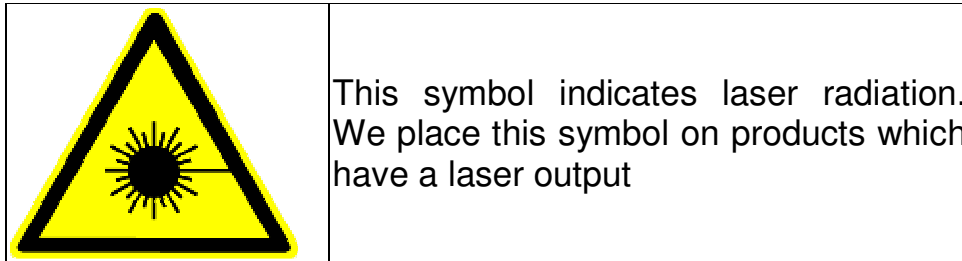 This symbol indicates laser radiation.
We place this symbol on products which
have a laser output